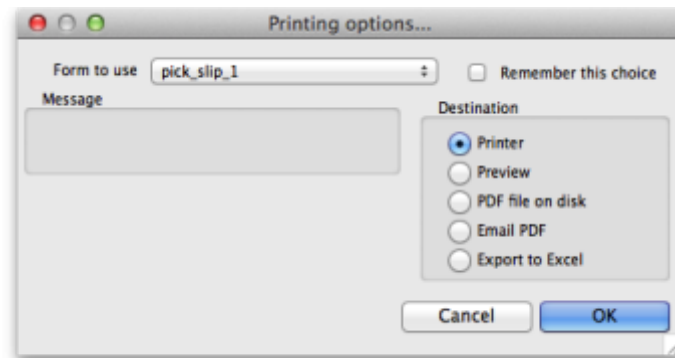 Printing options...
Form to use pick_slip_1 Remember this choice
Message
Destination
Printer
Preview
PDF file on disk
Email PDF
Export to Excel
Cancel OK